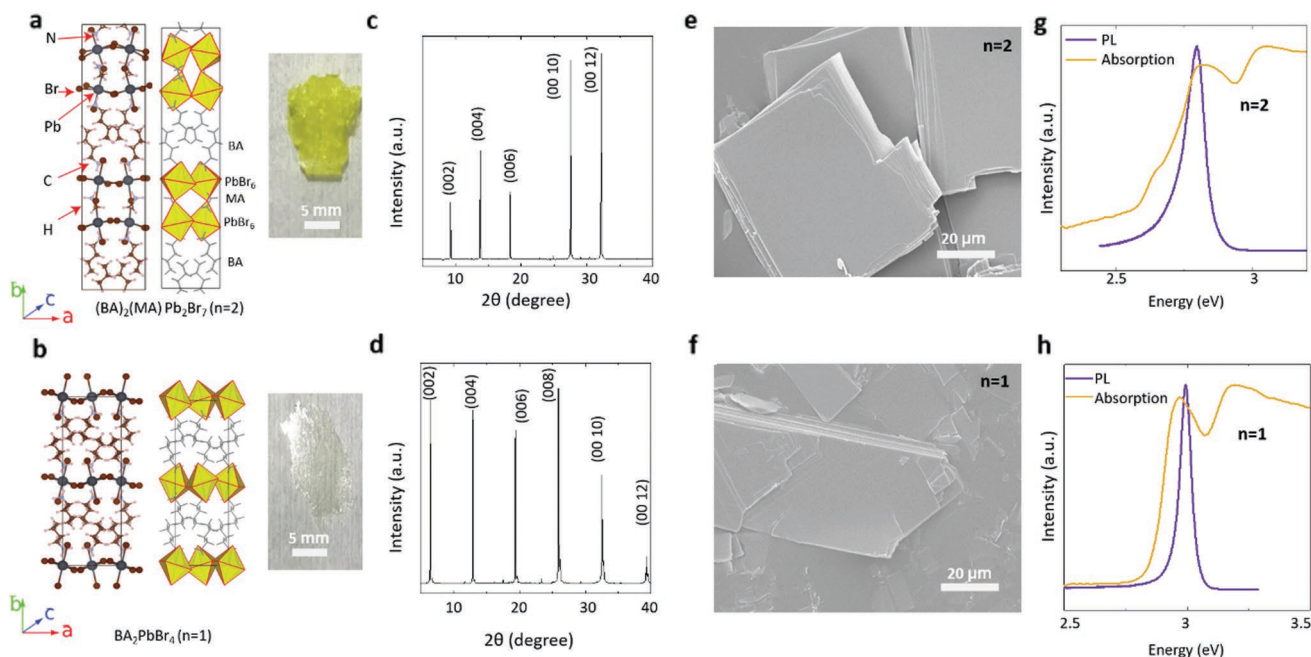 a
N
Br
Pb
C
H
BA
PbBr₆
MA
PbBr₆
BA
5 mm
b
c
a
(BA)₂(MA) Pb₂Br₇ (n=2)
b
5 mm
b
c
a
BA₂PbBr₄ (n=1)
c
Intensity (a.u.)
(002)
(004)
(006)
(00 10)
(00 12)
10 20 30 40
2θ (degree)
d
Intensity (a.u.)
(002)
(004)
(006)
(008)
(00 10)
(00 12)
10 20 30 40
2θ (degree)
e
n=2
20 µm
f
n=1
20 µm
g
PL
Absorption
n=2
Intensity (a.u.)
2.5 3
Energy (eV)
h
PL
Absorption
n=1
Intensity (a.u.)
2.5 3 3.5
Energy (eV)